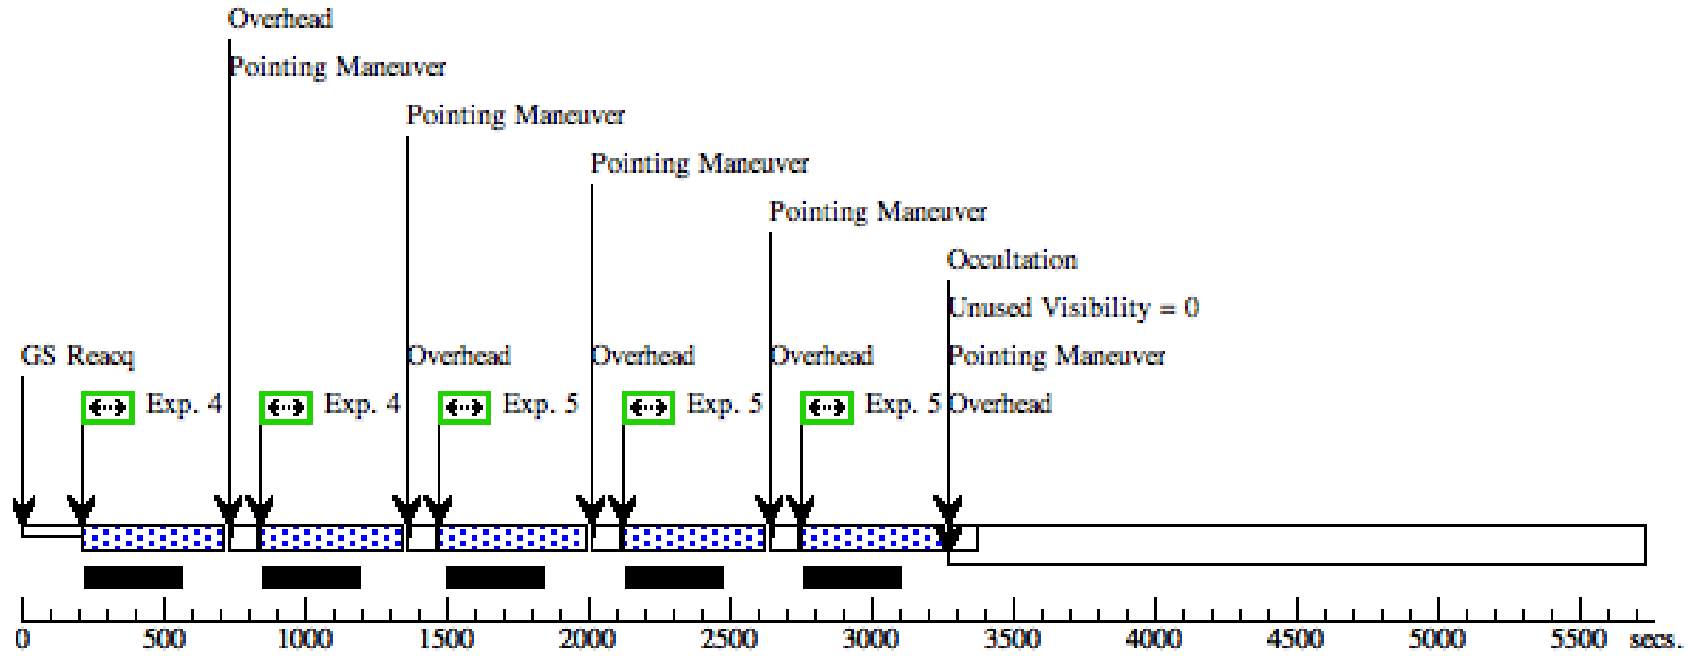 Overhead
Pointing Maneuver
Pointing Maneuver
Pointing Maneuver
Pointing Maneuver
Occultation
Unused Visibility = 0
GS Reacq Overhead Overhead Overhead Pointing Maneuver
Exp. 4 Exp. 4 Exp. 5 Exp. 5 Exp. 5 Overhead
0 500 1000 1500 2000 2500 3000 3500 4000 4500 5000 5500 secs.